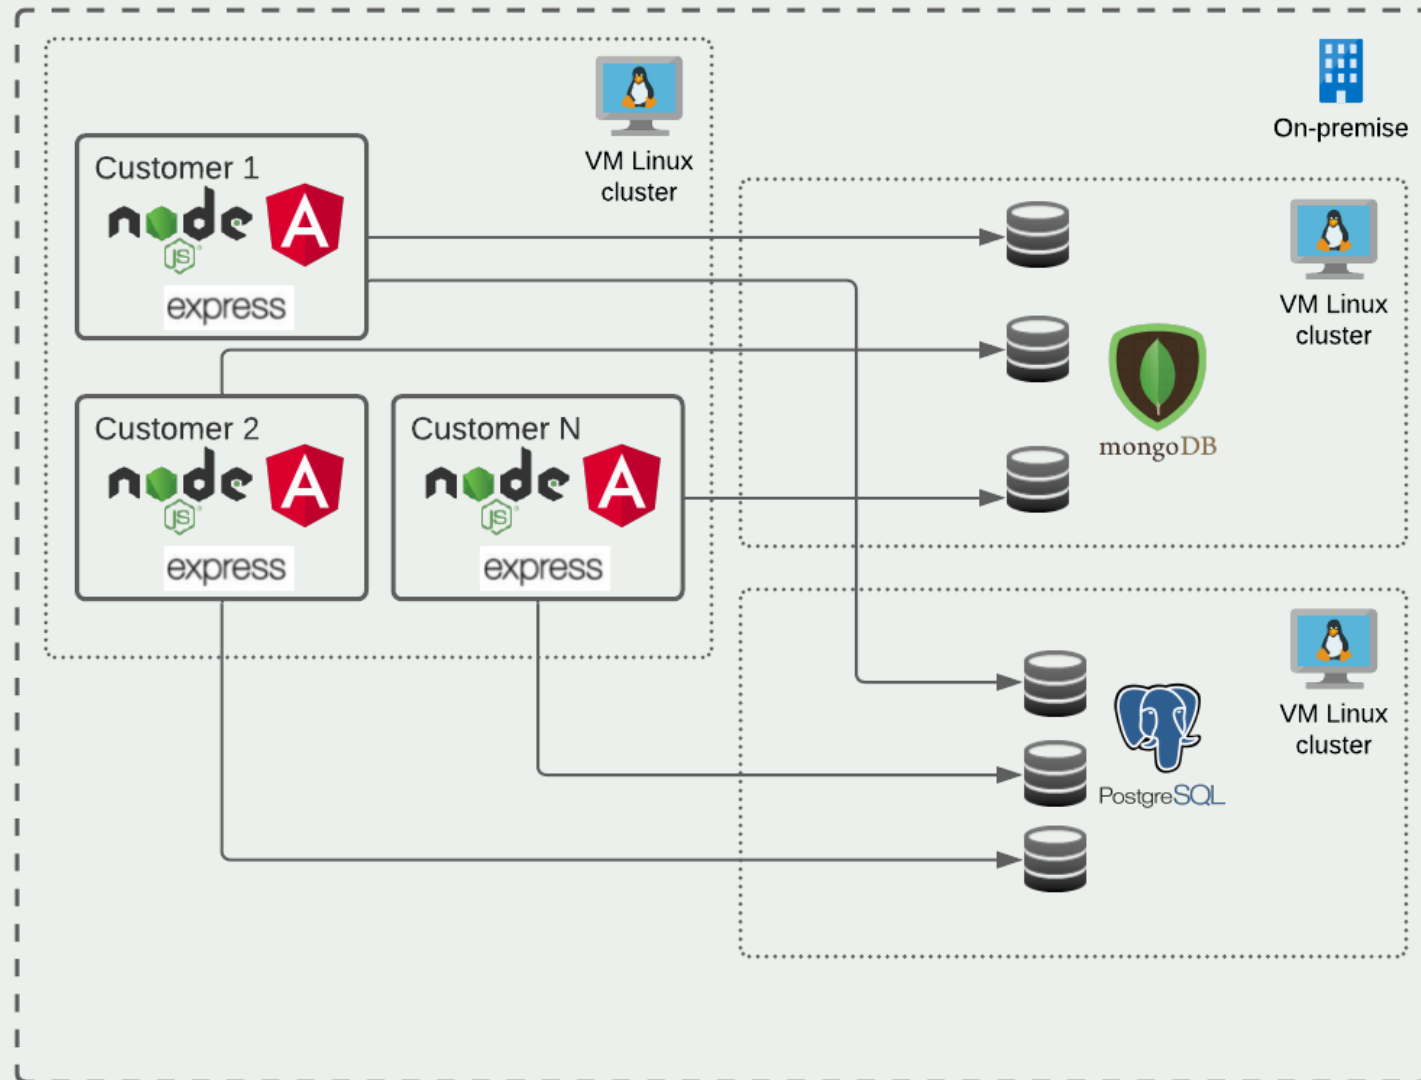 On-premise
VM Linux
cluster
Customer 1
node
JS
express
Customer 2
node
JS
express
Customer N
node
JS
express
VM Linux
cluster
mongoDB
VM Linux
cluster
PostgreSQL